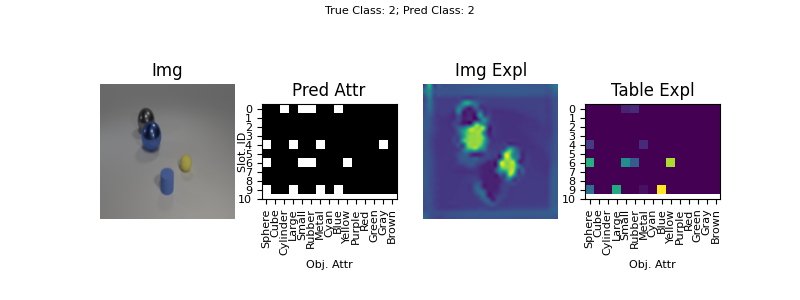 True Class: 2; Pred Class: 2
Img
Pred Attr
Img Expl
Table Expl
Slot. ID
0
1
2
3
4
5
6
7
8
9
10
Sphere
Cube
Cylinder
Large
Small
Rubber
Metal
Cyan
Blue
Yellow
Purple
Red
Green
Gray
Brown
Obj. Attr
0
1
2
3
4
5
6
7
8
9
10
Sphere
Cube
Cylinder
Large
Small
Rubber
Metal
Cyan
Blue
Yellow
Purple
Red
Green
Gray
Brown
Obj. Attr